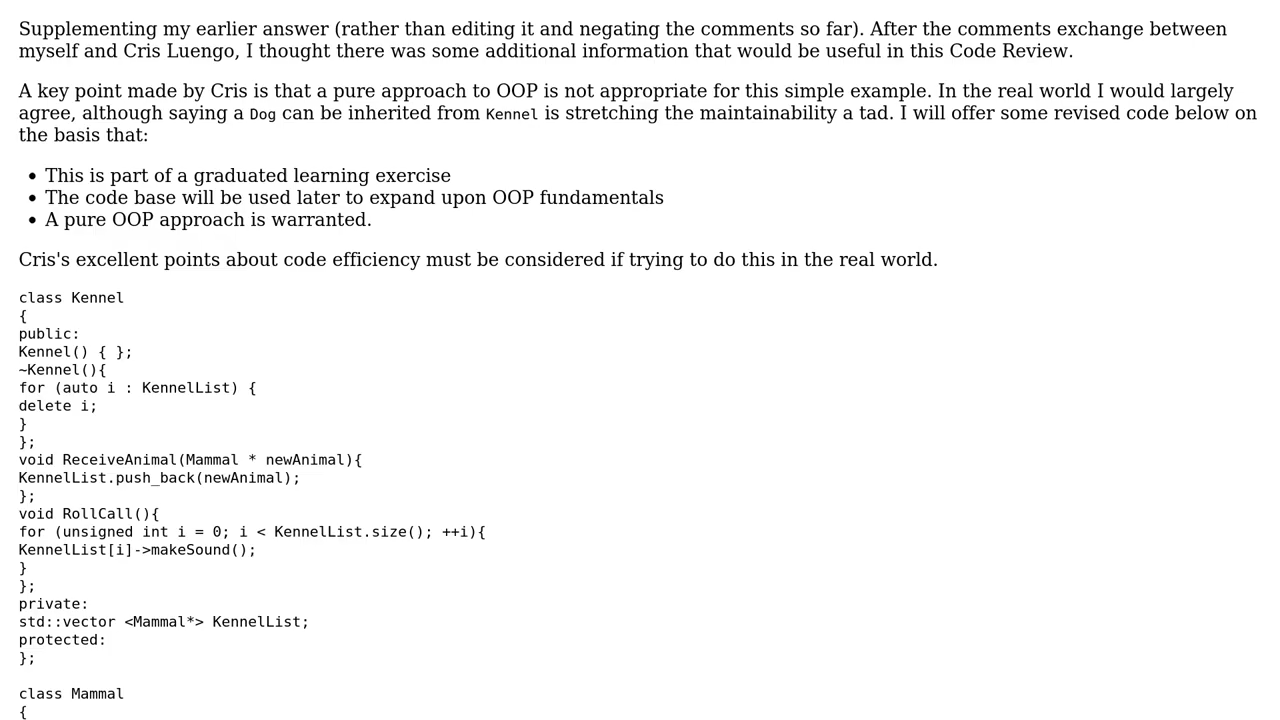 Supplementing my earlier answer (rather than editing it and negating the comments so far). After the comments exchange between
myself and Cris Luengo, I thought there was some additional information that would be useful in this Code Review.
A key point made by Cris is that a pure approach to OOP is not appropriate for this simple example. In the real world I would largely
agree, although saying a Dog can be inherited from Kennel is stretching the maintainability a tad. I will offer some revised code below on
the basis that:
• This is part of a graduated learning exercise
• The code base will be used later to expand upon OOP fundamentals
• A pure OOP approach is warranted.
Cris's excellent points about code efficiency must be considered if trying to do this in the real world.
class Kennel
{
public:
Kennel() { };
~Kennel(){
for (auto i : KennelList) {
delete i;
}
};
void ReceiveAnimal(Mammal * newAnimal){
KennelList.push_back(newAnimal);
};
void RollCall(){
for (unsigned int i = 0; i < KennelList.size(); ++i){
KennelList[i]->makeSound();
}
};
private:
std::vector <Mammal*> KennelList;
protected:
};
class Mammal
{